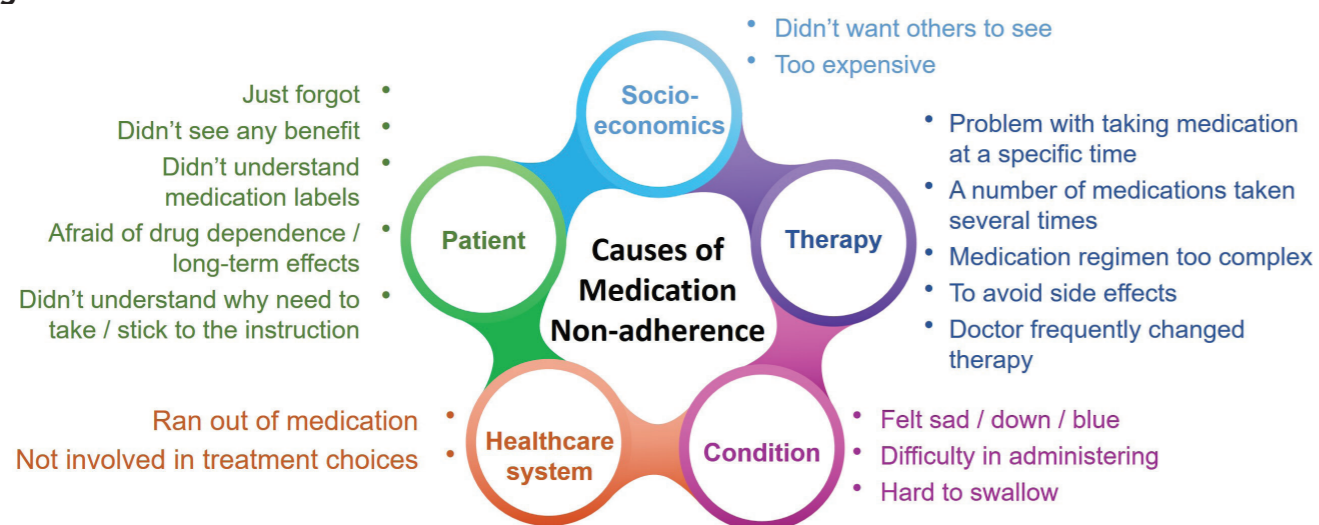 Didn’t want others to see
Too expensive
Socio-
economics
Just forgot
Didn’t see any benefit
Didn’t understand
medication labels
Afraid of drug dependence /
long-term effects
Didn’t understand why need to
take / stick to the instruction
Patient
Causes of
Medication
Non-adherence
Therapy
Problem with taking medication
at a specific time
A number of medications taken
several times
Medication regimen too complex
To avoid side effects
Doctor frequently changed
therapy
Ran out of medication
Not involved in treatment choices
Healthcare
system
Condition
Felt sad / down / blue
Difficulty in administering
Hard to swallow